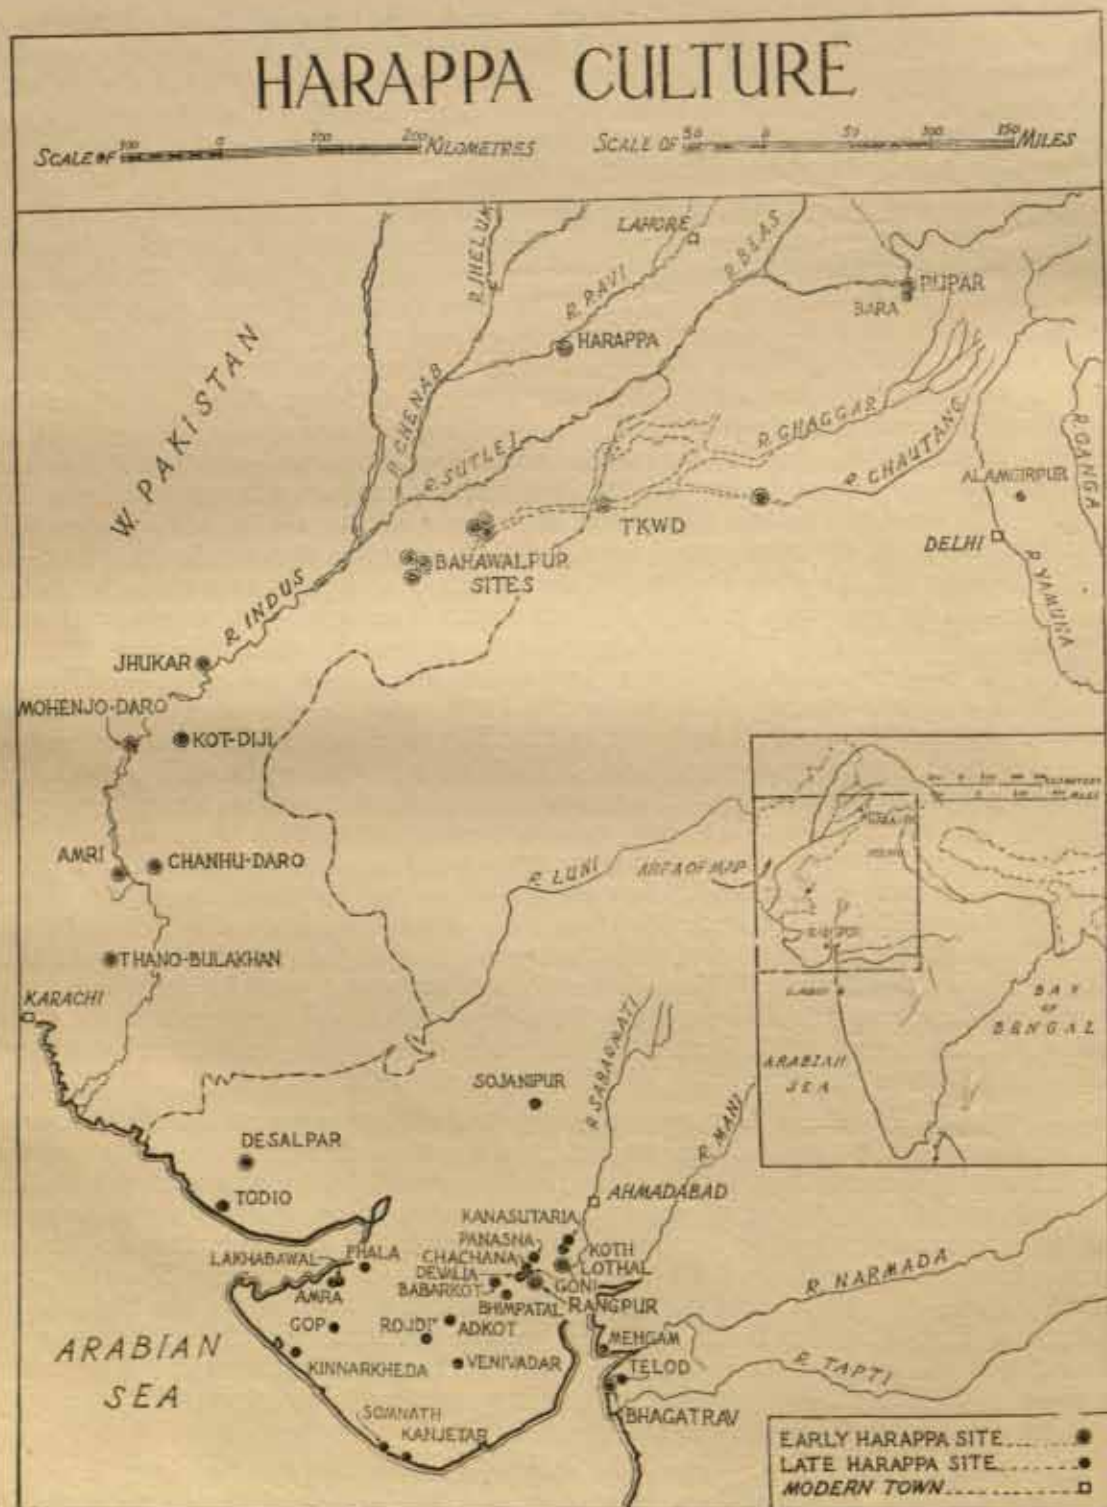 HARAPPA CULTURE
SCALE OF 100 0 100 200 KILOMETRES
SCALE OF 50 0 50 100 150 MILES
LAHORE
R. JHELUM
R. RAVI
R. BEAS
RUPAR
BARA
HARAPPA
W. PAKISTAN
R. CHENAB
R. SUTLEJ
R. GHAGGAR
R. CHAUTANG
R. GANGA
ALAMGIRPUR
TKWD
DELHI
BAHAWALPUR
SITES
R. YAMUNA
R. INDUS
JHUKAR
MOHENJO-DARO
KOT-DIJI
AMRI
CHANHU-DARO
R. LUNI
AREA OF MAP
THANO-BULAKHAN
KARACHI
BAY
OF
BENGAL
ARABIAN
SEA
SOJANIPUR
R. SABARMATI
R. MAHI
DESALPAR
TODIO
AHMADABAD
KANASUTARIA
PANASNA
KOTH
LAKHABAWAL
PHALA
CHACHANA
LOTHAL
DEVALIA
GONI
AMRA
BABARKOT
RANGPUR
BHIMPATAL
R. NARMADA
GOP
ROJDI
ADKOT
MEHGAM
ARABIAN
SEA
KINNARKHEDA
VENIVADAR
TELOD
R. TAPTI
BHAGATRAV
SOMNATH
KANJETAR
EARLY HARAPPA SITE
LATE HARAPPA SITE
MODERN TOWN